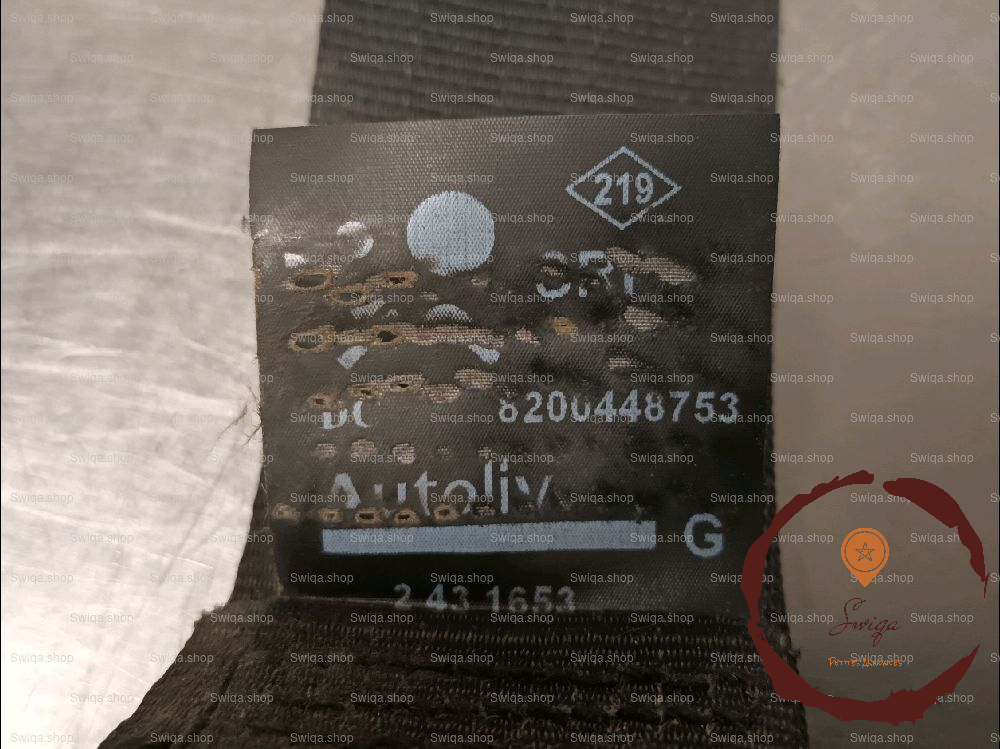 219
8200448753
Autoliv
G
2 43 1653
Swiqa
Swiqa.shop